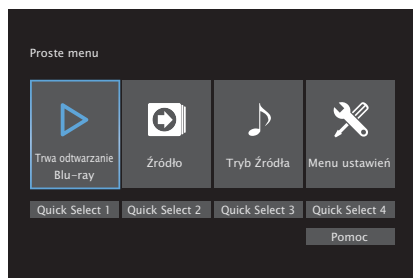 Proste menu
Trwa odtwarzanie
Blu-ray
Źródło
Tryb Źródła
Menu ustawień
Quick Select 1
Quick Select 2
Quick Select 3
Quick Select 4
Pomoc